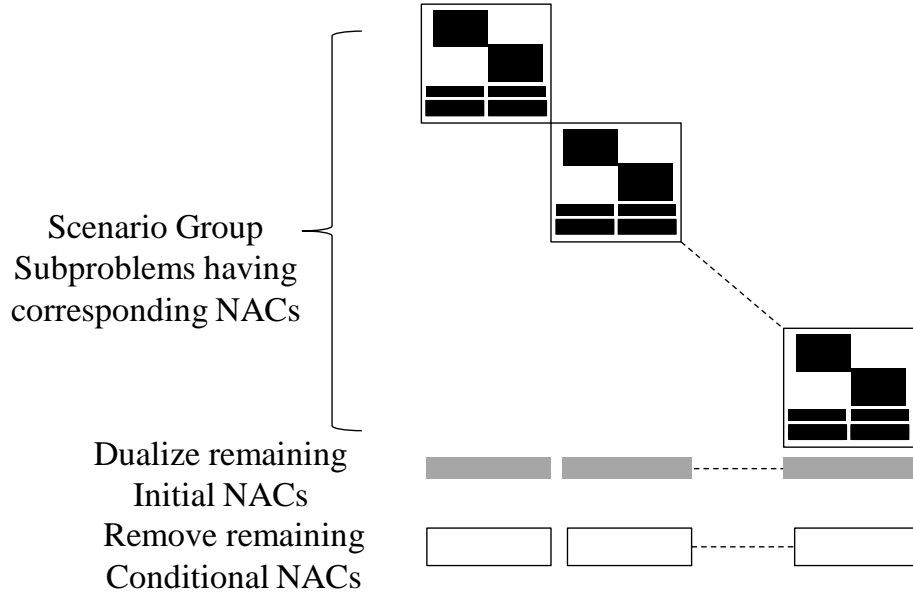 Scenario Group
Subproblems having
corresponding NACs
Dualize remaining
Initial NACs
Remove remaining
Conditional NACs